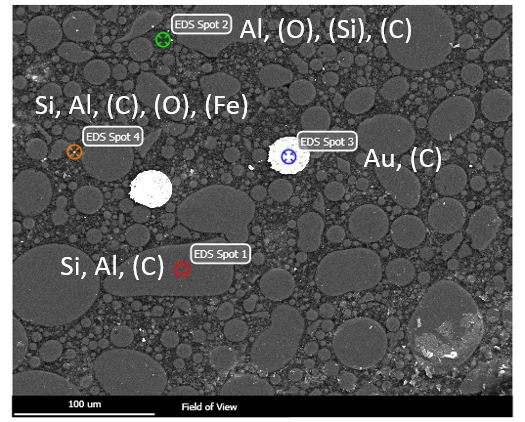 EDS Spot 2
Al, (O), (Si), (C)
Si, Al, (C), (O), (Fe)
EDS Spot 4
EDS Spot 3
Au, (C)
Si, Al, (C)
EDS Spot 1
100 um
Field of View